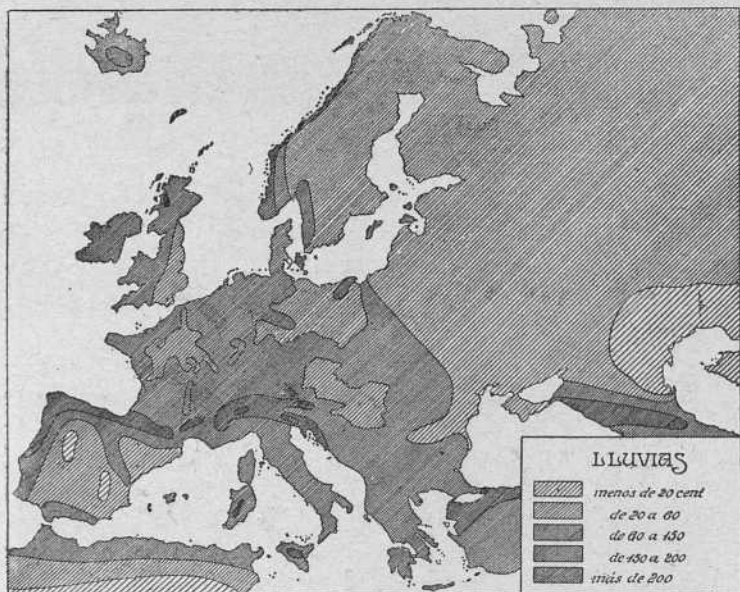 LLUVIAS
menos de 20 cent
de 20 a 60
de 60 a 150
de 150 a 200
más de 200